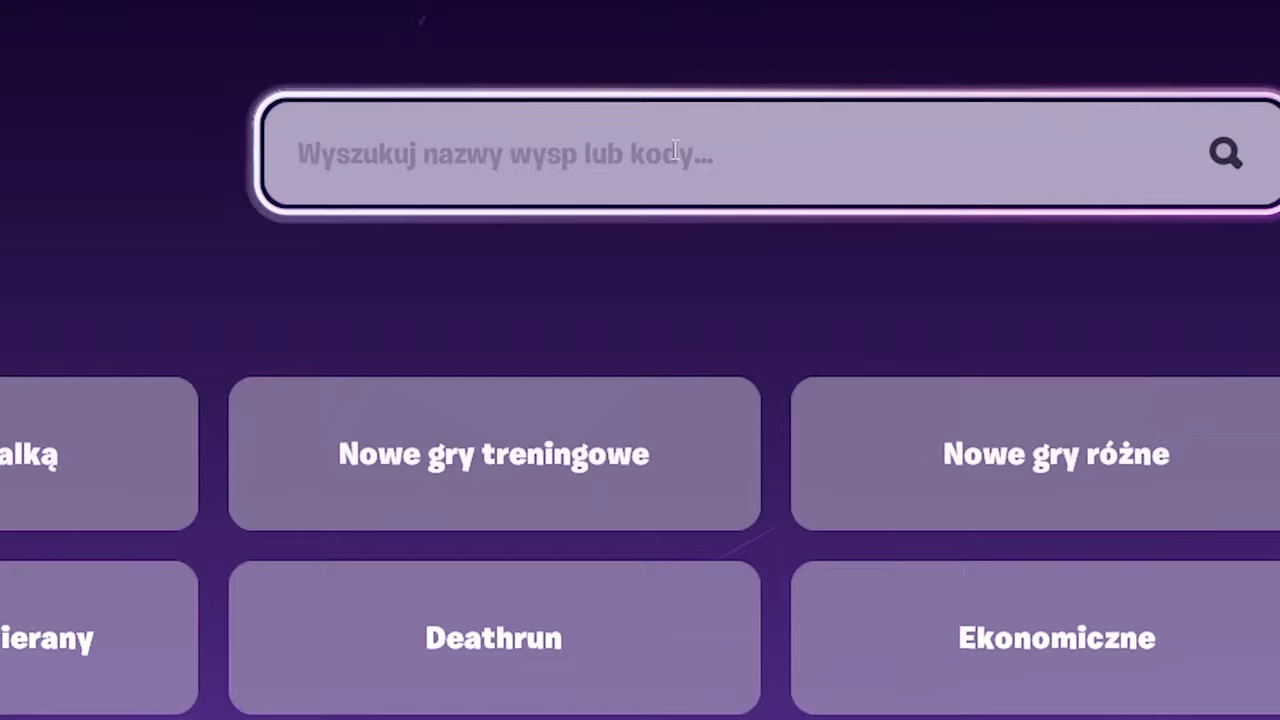 Wyszukuj nazwy wysp lub kody...
alką
Nowe gry treningowe
Nowe gry różne
ierany
Deathrun
Ekonomiczne